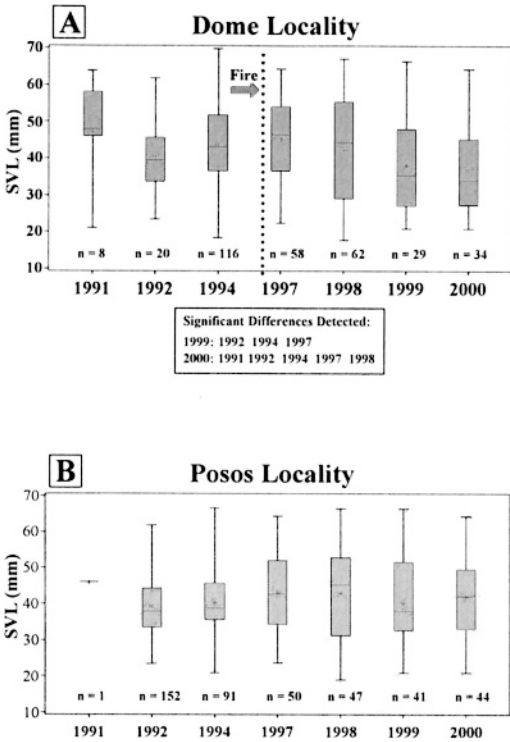 A Dome Locality
70
60
50
40
30
20
10
SVL (mm)
Fire
n = 8 n = 20 n = 116 n = 58 n = 62 n = 29 n = 34
1991 1992 1994 1997 1998 1999 2000
Significant Differences Detected:
1999: 1992 1994 1997
2000: 1991 1992 1994 1997 1998
B Posos Locality
70
60
50
40
30
20
10
SVL (mm)
n = 1 n = 152 n = 91 n = 50 n = 47 n = 41 n = 44
1991 1992 1994 1997 1998 1999 2000